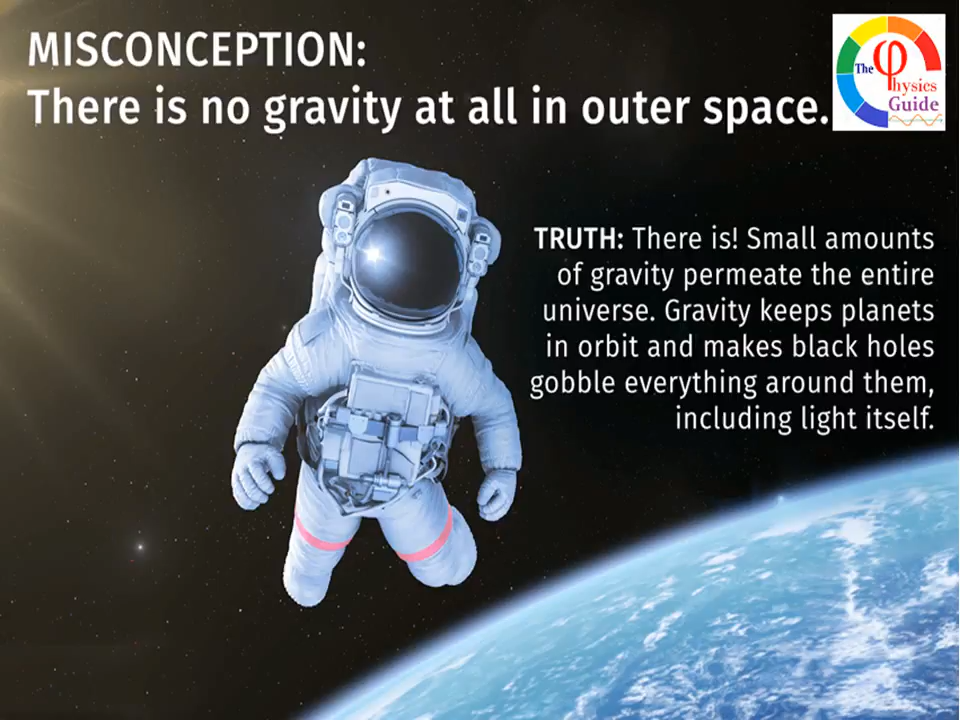 MISCONCEPTION:
There is no gravity at all in outer space.
The φhysics
Guide
TRUTH: There is! Small amounts
of gravity permeate the entire
universe. Gravity keeps planets
in orbit and makes black holes
gobble everything around them,
including light itself.